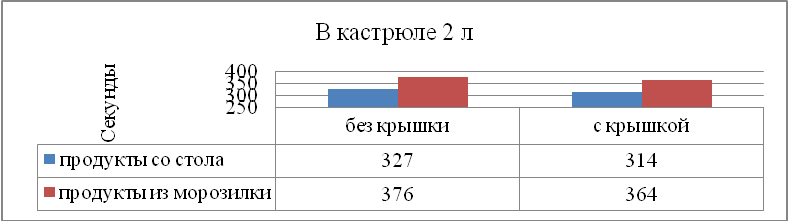 В кастрюле 2 л
Секунды
400
350
300
250
без крышки с крышкой
продукты со стола 327 314
продукты из морозилки 376 364